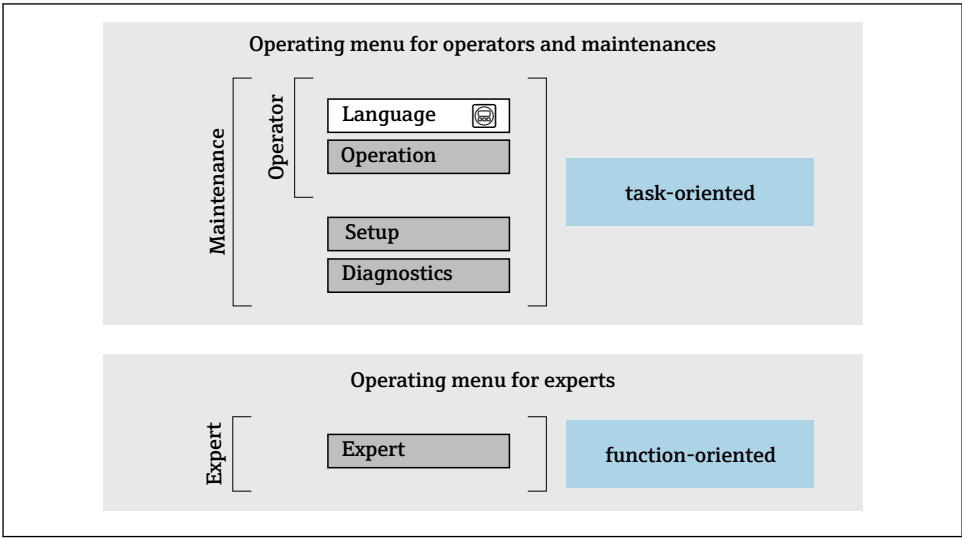 Operating menu for operators and maintenances
Maintenance
Operator
Language
Operation
Setup
Diagnostics
task-oriented
Operating menu for experts
Expert
Expert
function-oriented